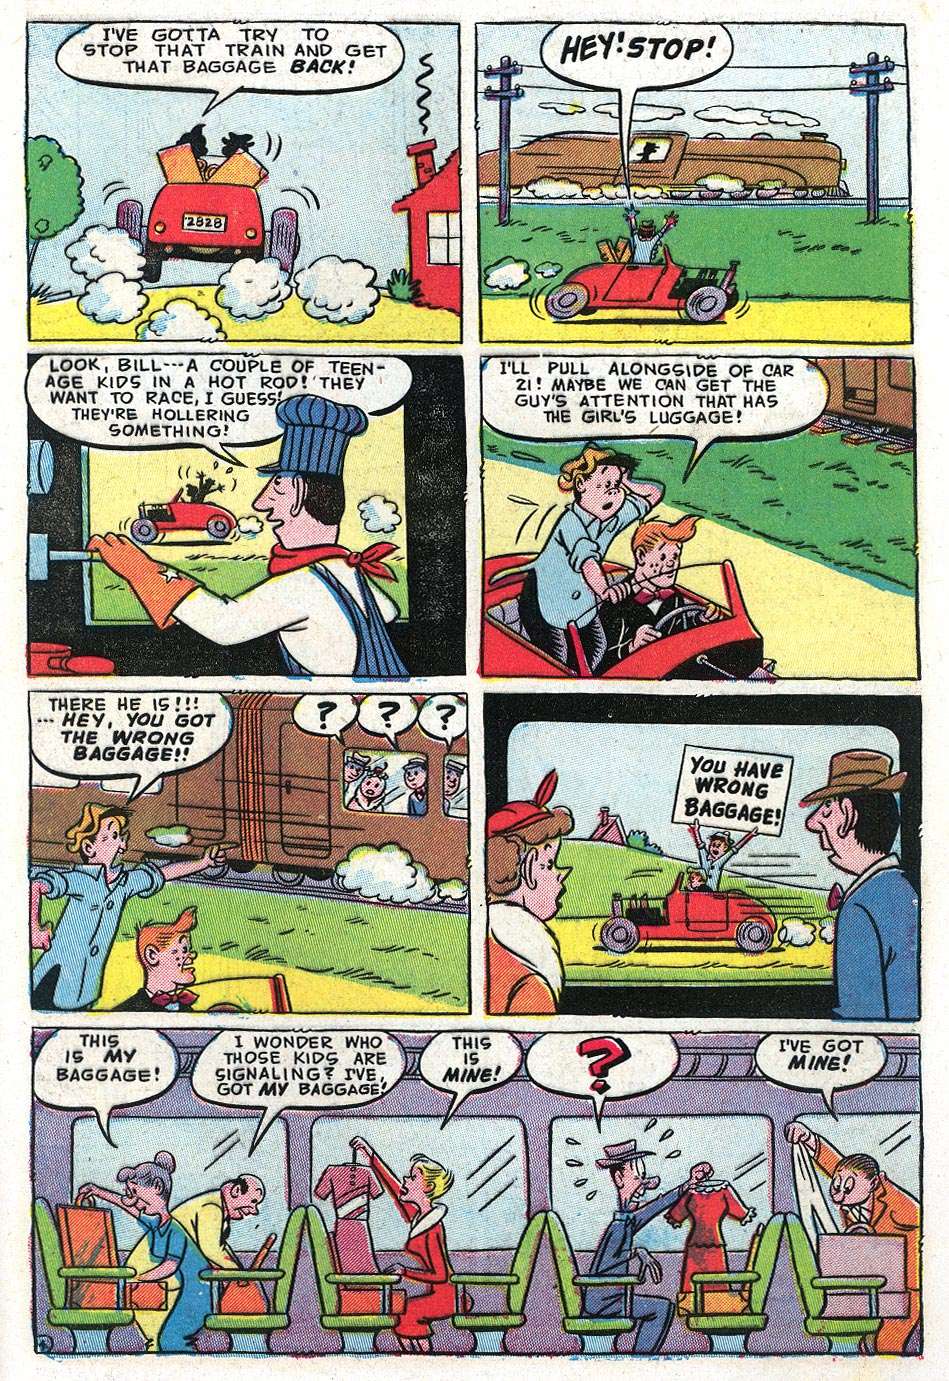 I'VE GOTTA TRY TO
STOP THAT TRAIN AND GET
THAT BAGGAGE BACK!
2828
HEY! STOP!
LOOK, BILL---A COUPLE OF TEEN-
AGE KIDS IN A HOT ROD! THEY
WANT TO RACE, I GUESS!
THEY'RE HOLLERING
SOMETHING!
I'LL PULL ALONGSIDE OF CAR
21! MAYBE WE CAN GET THE
GUY'S ATTENTION THAT HAS
THE GIRL'S LUGGAGE!
THERE HE IS!!!
...HEY, YOU GOT
THE WRONG
BAGGAGE!!
?
?
?
YOU HAVE
WRONG
BAGGAGE!
THIS
IS MY
BAGGAGE!
I WONDER WHO
THOSE KIDS ARE
SIGNALING? I'VE
GOT MY BAGGAGE!
THIS
IS
MINE!
?
I'VE GOT
MINE!